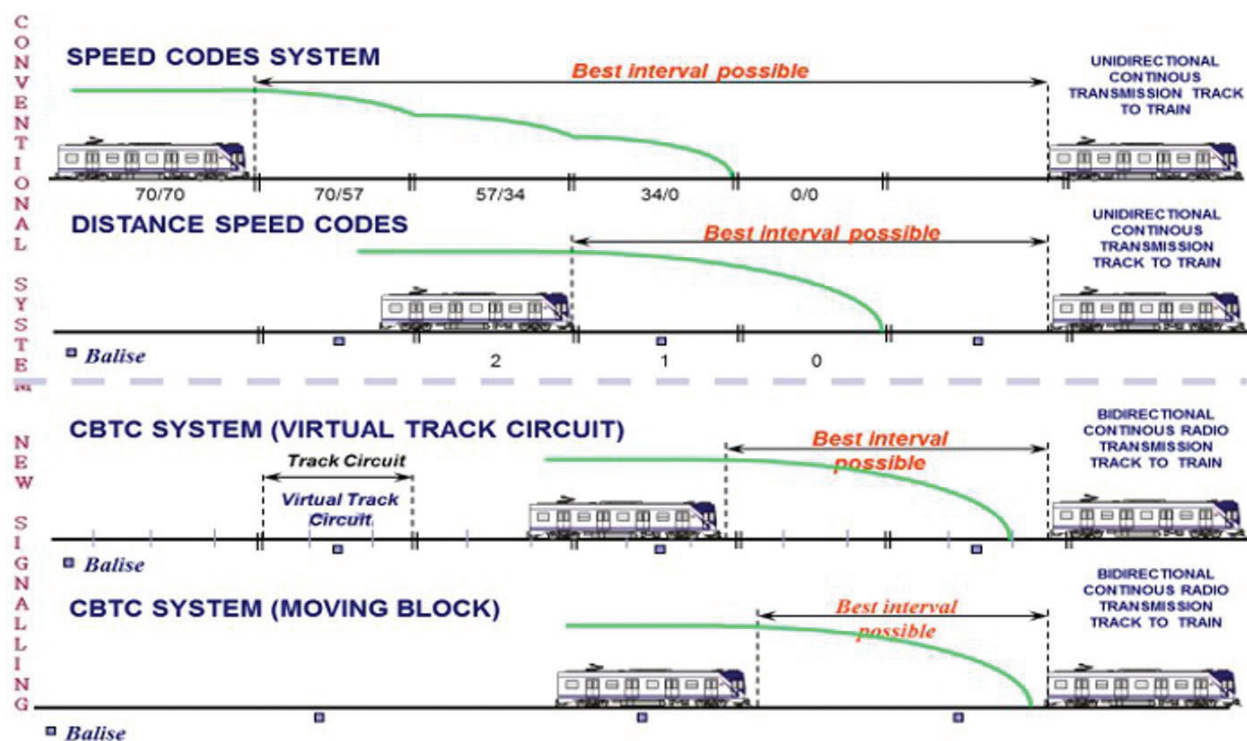 CONVENTIONAL SYSTEM
SPEED CODES SYSTEM
Best interval possible
UNIDIRECTIONAL
CONTINOUS
TRANSMISSION TRACK
TO TRAIN
70/70
70/57
57/34
34/0
0/0
DISTANCE SPEED CODES
Best interval possible
UNIDIRECTIONAL
CONTINOUS
TRANSMISSION
TRACK TO TRAIN
Balise
2
1
0
NEW SIGNALLING
CBTC SYSTEM (VIRTUAL TRACK CIRCUIT)
Best interval
possible
BIDIRECTIONAL
CONTINOUS RADIO
TRANSMISSION
TRACK TO TRAIN
Track Circuit
Virtual Track
Circuit
Balise
CBTC SYSTEM (MOVING BLOCK)
Best interval
possible
BIDIRECTIONAL
CONTINOUS RADIO
TRANSMISSION
TRACK TO TRAIN
Balise